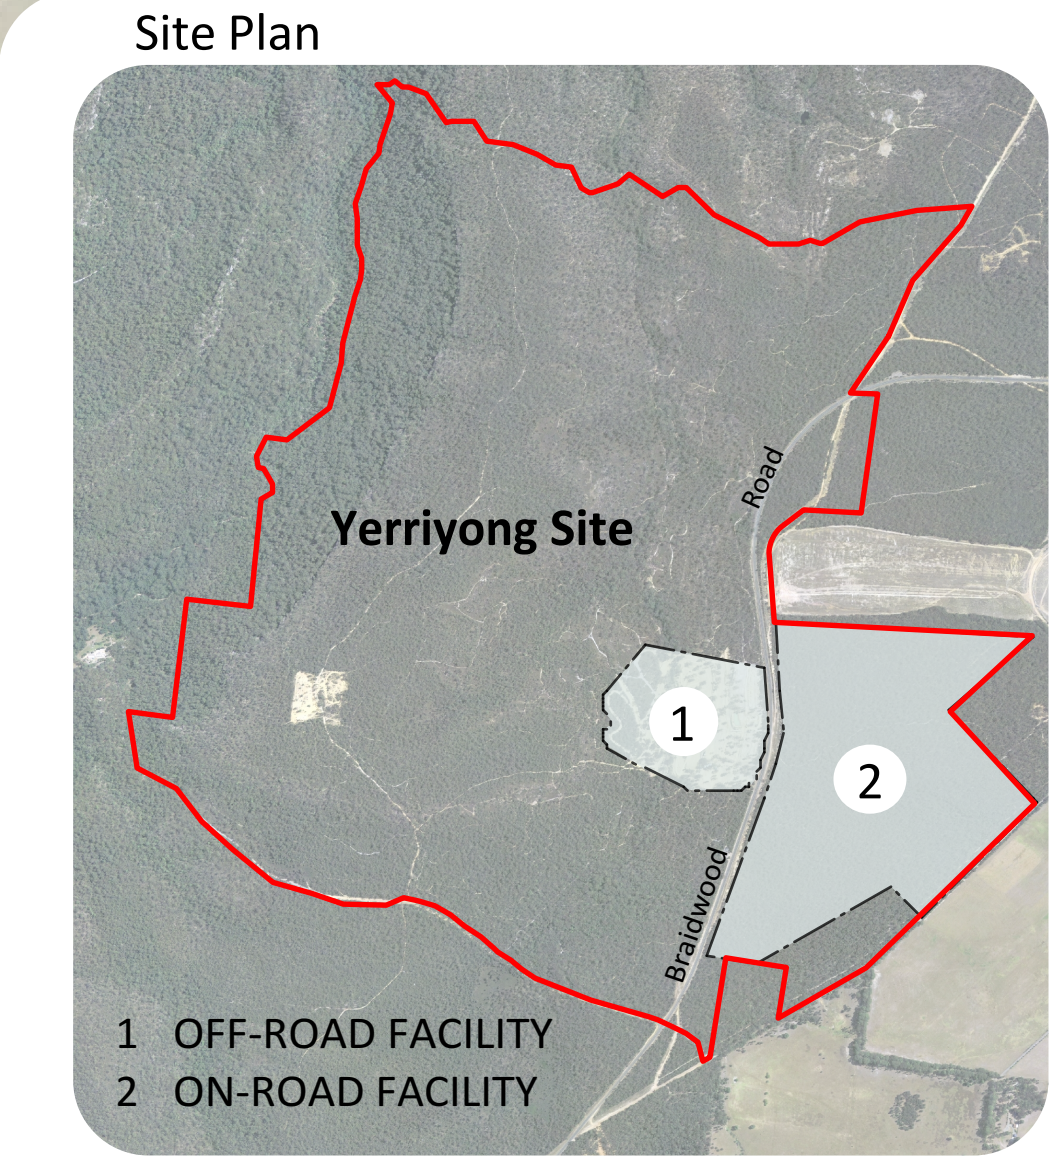 Site Plan
Road
Yerriyong Site
1
2
Braidwood
1 OFF-ROAD FACILITY
2 ON-ROAD FACILITY